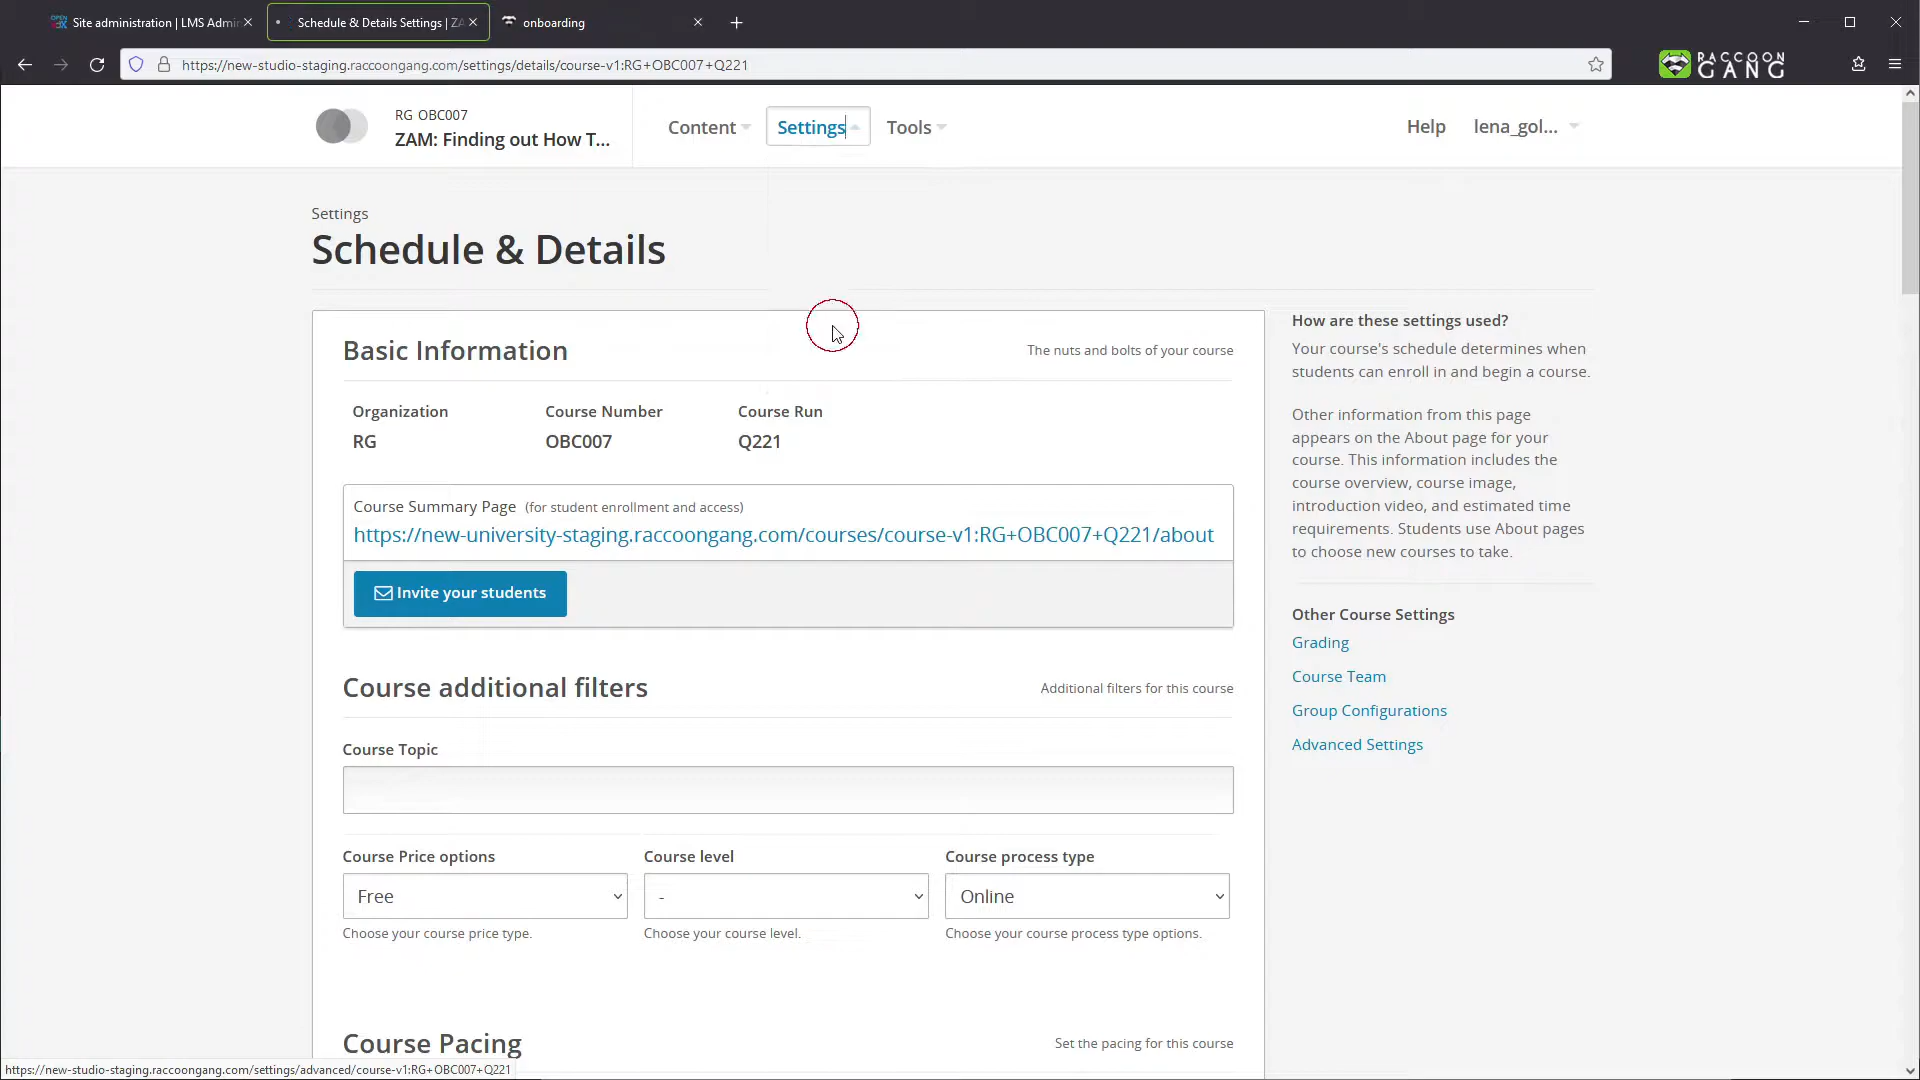 Site administration | LMS Admin
Schedule & Details Settings | ZA
onboarding
https://new-studio-staging.raccoongang.com/settings/details/course-v1:RG+OBC007+Q221
RACCOON
GANG
RG OBC007
ZAM: Finding out How T...
Content
Settings
Tools
Help
lena_gol...
Settings
Schedule & Details
Basic Information
The nuts and bolts of your course
Organization
Course Number
Course Run
RG
OBC007
Q221
Course Summary Page (for student enrollment and access)
https://new-university-staging.raccoongang.com/courses/course-v1:RG+OBC007+Q221/about
Invite your students
Course additional filters
Additional filters for this course
Course Topic
Course Price options
Course level
Course process type
Free
-
Online
Choose your course price type.
Choose your course level.
Choose your course process type options.
Course Pacing
Set the pacing for this course
How are these settings used?
Your course's schedule determines when
students can enroll in and begin a course.
Other information from this page
appears on the About page for your
course. This information includes the
course overview, course image,
introduction video, and estimated time
requirements. Students use About pages
to choose new courses to take.
Other Course Settings
Grading
Course Team
Group Configurations
Advanced Settings
https://new-studio-staging.raccoongang.com/settings/advanced/course-v1:RG+OBC007+Q221